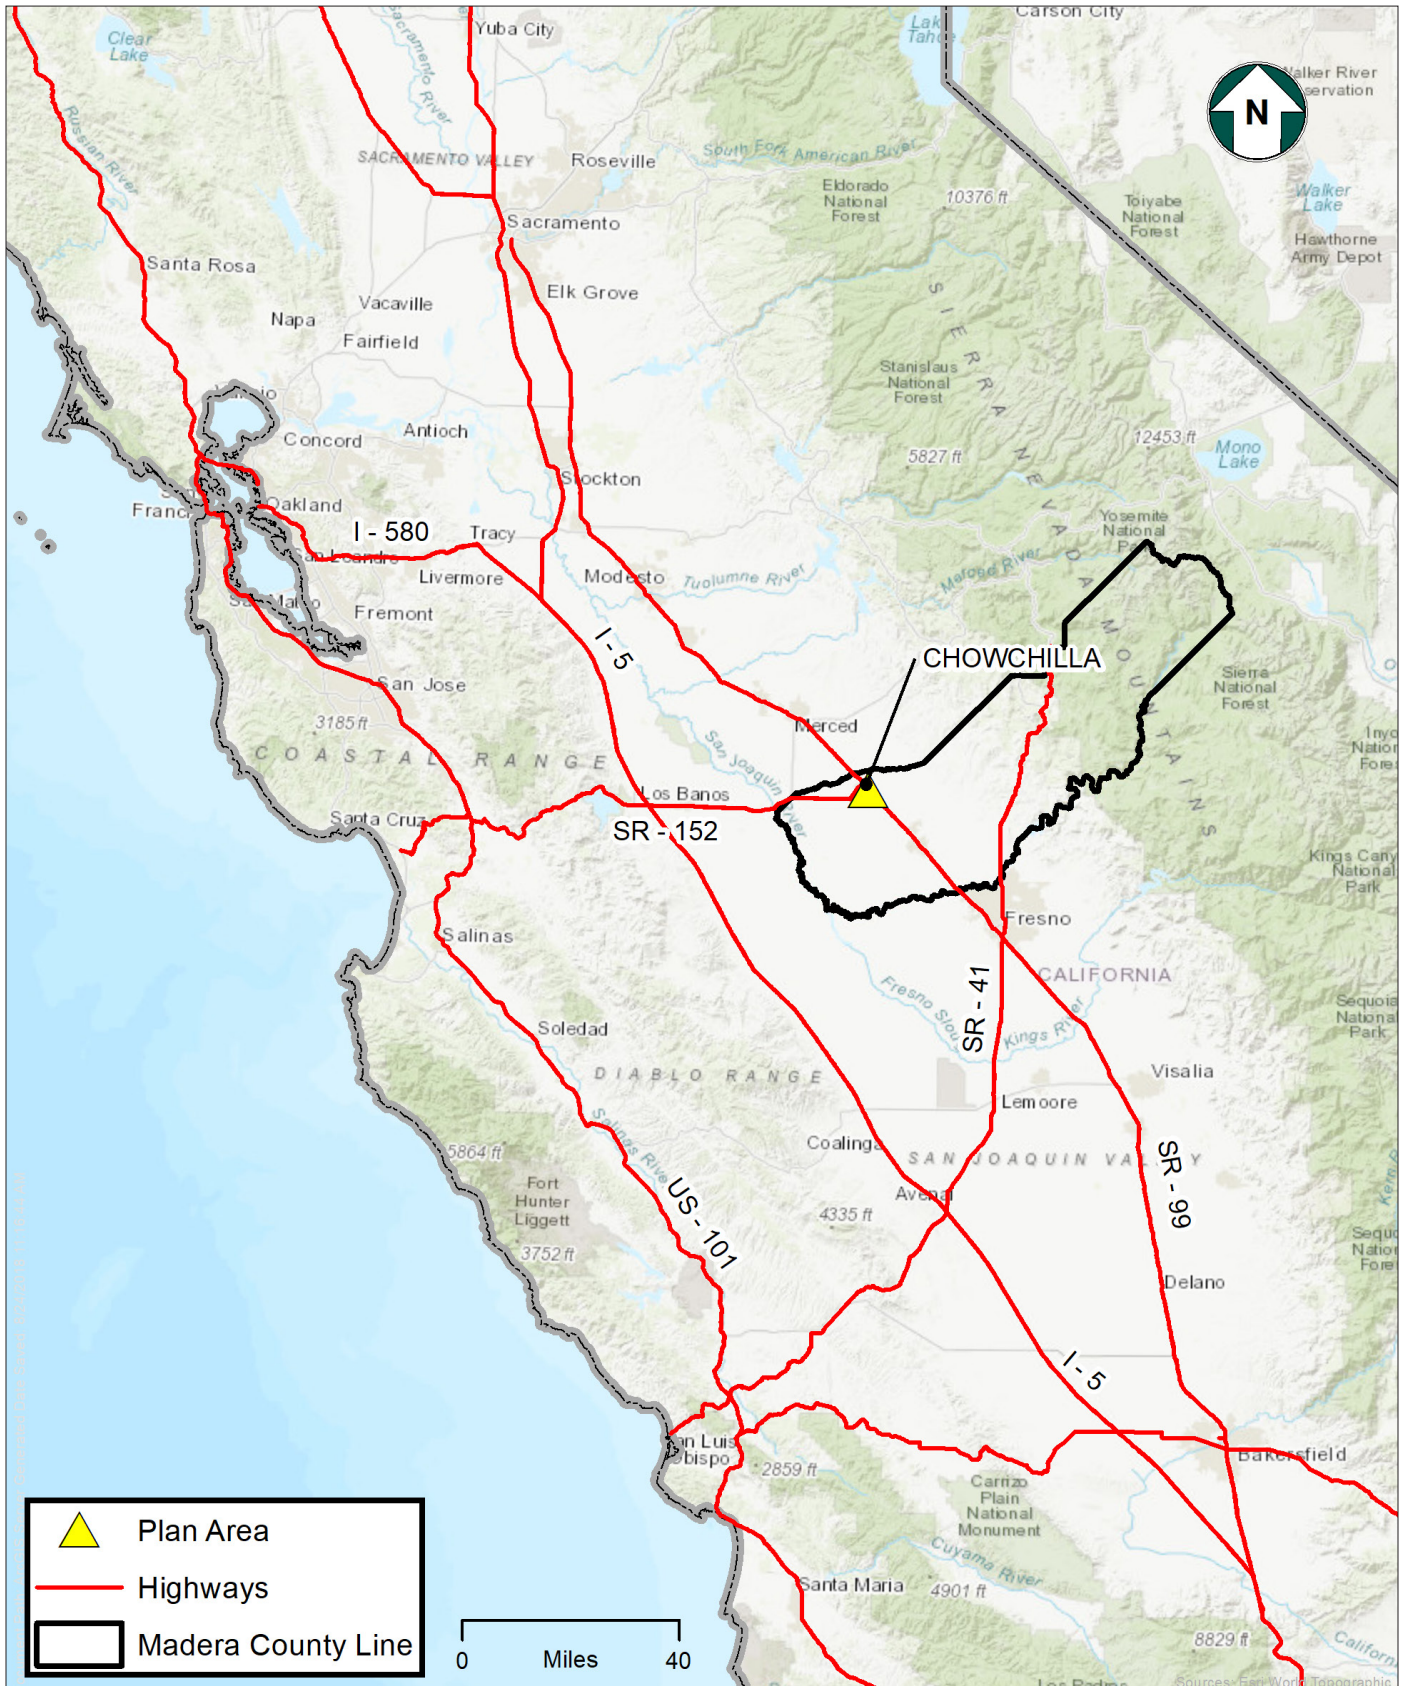 Carson City
Yuba City
Clear
Lake
Sacramento River
Walker River
N
Russian River
SACRAMENTO VALLEY
Roseville
South Fork American River
Eldorado
National
Forest
10376 ft
Toiyabe
National
Forest
Walker
Lake
Sacramento
Hawthorne
Army Depot
Santa Rosa
Elk Grove
Vacaville
Napa
Fairfield
SIERRA NEVADA MOUNTAINS
Stanislaus
National
Forest
Concord
Antioch
12453 ft
5827 ft
Mono
Lake
Stockton
Oakland
Yosemite
National
I - 580
Tracy
San Leandro
Livermore
Modesto
Tuolumne River
Merced River
Fremont
I - 5
CHOWCHILLA
San Jose
Sierra
National
Forest
3185 ft
Merced
San Joaquin River
COASTAL RANGE
Los Banos
Santa Cruz
SR - 152
Kings
National
Park
Fresno
Salinas
CALIFORNIA
SR - 41
Fresno
Kings River
Sequoia
National
Park
Soledad
DIABLO RANGE
Visalia
Lemoore
Salinas River
Coalinga
SAN JOAQUIN VALLEY
5864 ft
SR - 99
Fort
Hunter
Liggett
US - 101
Avenal
4335 ft
3752 ft
Delano
I - 5
San Luis
Obispo
Bakersfield
2859 ft
Carrizo
Plain
National
Monument
Cuyama River
Santa Maria
4901 ft
8829 ft
Plan Area
Highways
Madera County Line
0 Miles 40
Sources: Esri World Topographic